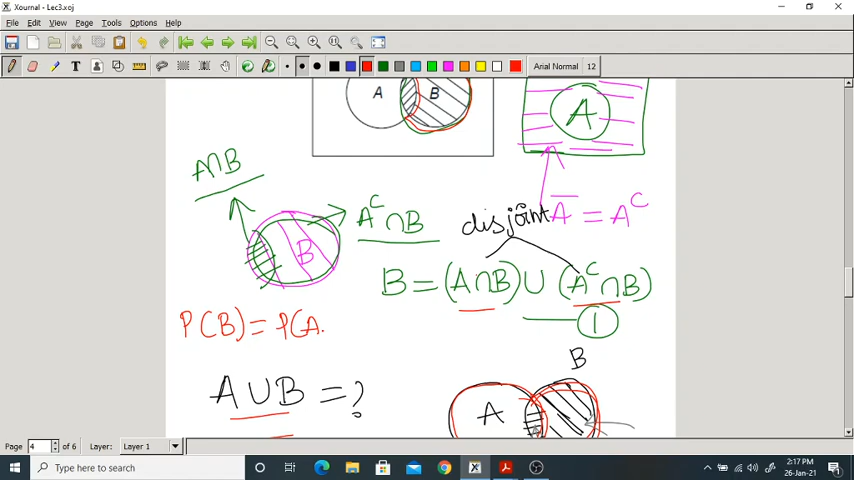 Xournal - Lec3.xoj
File Edit View Page Tools Options Help
Arial Normal 12
A B
A
A∩B
B
A^C∩B
disjoint
A̅ = A^C
B = (A∩B) ∪ (A^C∩B)
1
P(B) = P(A.
A∪B = ?
A
B
Page 4 of 6 Layer: Layer 1
Type here to search
2:17 PM
26-Jan-21